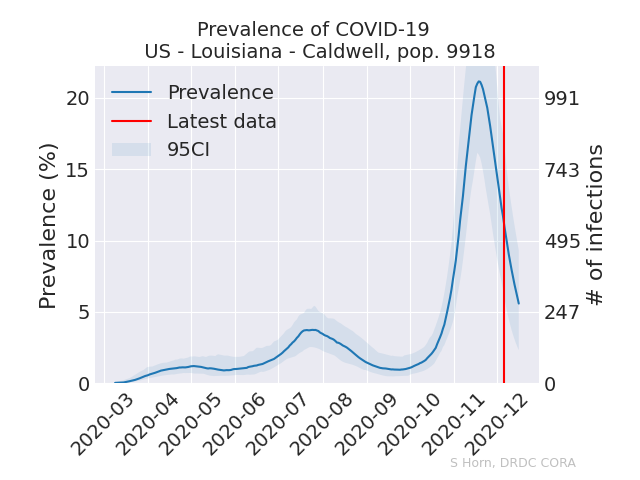 Prevalence of COVID-19
US - Louisiana - Caldwell, pop. 9918
Prevalence
Latest data
95CI
Prevalence (%)
20
15
10
5
0
991
743
495
247
0
# of infections
2020-03
2020-04
2020-05
2020-06
2020-07
2020-08
2020-09
2020-10
2020-11
2020-12
S Horn, DRDC CORA